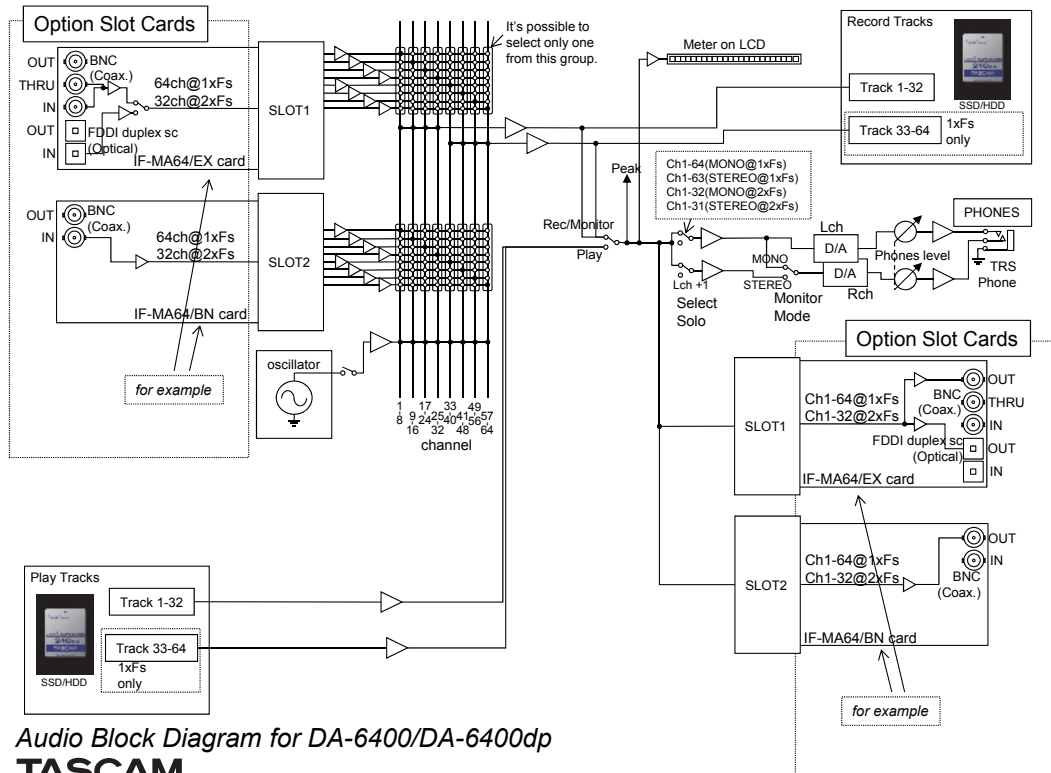 Option Slot Cards
OUT
BNC
(Coax.)
THRU
IN
64ch@1xFs
32ch@2xFs
OUT
FDDI duplex sc
(Optical)
IN
IF-MA64/EX card
SLOT1
OUT
BNC
(Coax.)
IN
64ch@1xFs
32ch@2xFs
IF-MA64/BN card
SLOT2
for example
oscillator
It's possible to
select only one
from this group.
1 8
9 16
17 24
25 32
33 40
41 48
49 56
57 64
channel
Meter on LCD
Record Tracks
Track 1-32
SSD/HDD
Track 33-64
1xFs
only
240GB
TASCAM
Peak
Rec/Monitor
Play
Ch1-64(MONO@1xFs)
Ch1-63(STEREO@1xFs)
Ch1-32(MONO@2xFs)
Ch1-31(STEREO@2xFs)
Lch +1
Select
Solo
MONO
STEREO
Monitor
Mode
Lch
D/A
D/A
Rch
Phones level
PHONES
TRS
Phone
Option Slot Cards
SLOT1
Ch1-64@1xFs
Ch1-32@2xFs
OUT
BNC
(Coax.)
THRU
IN
FDDI duplex sc
(Optical)
OUT
IN
IF-MA64/EX card
SLOT2
Ch1-64@1xFs
Ch1-32@2xFs
OUT
IN
BNC
(Coax.)
IF-MA64/BN card
for example
Play Tracks
Track 1-32
Track 33-64
1xFs
only
240GB
TASCAM
SSD/HDD
Audio Block Diagram for DA-6400/DA-6400dp
TASCAM